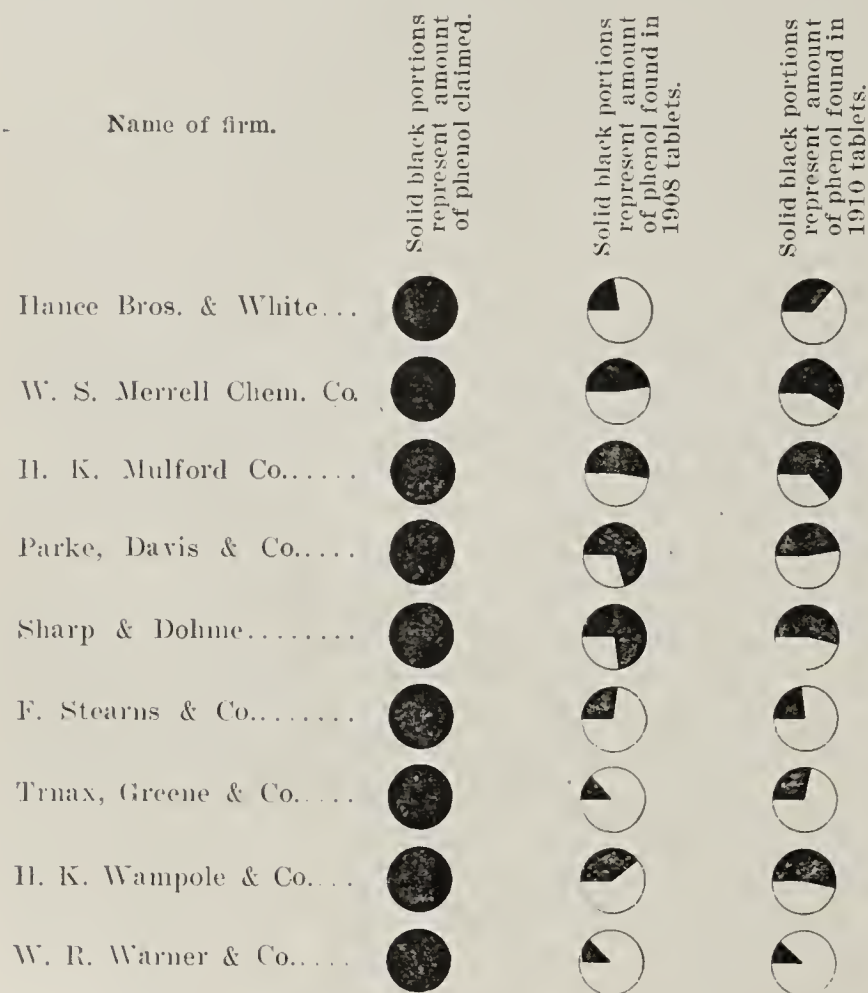 Name of firm.
Solid black portions
represent amount
of phenol claimed.
Solid black portions
represent amount
of phenol found in
1908 tablets.
Solid black portions
represent amount
of phenol found in
1910 tablets.
Hance Bros. & White...
W. S. Merrell Chem. Co.
H. K. Mulford Co......
Parke, Davis & Co.....
Sharp & Dohme........
F. Stearns & Co........
Truax, Greene & Co.....
H. K. Wampole & Co....
W. R. Warner & Co.....